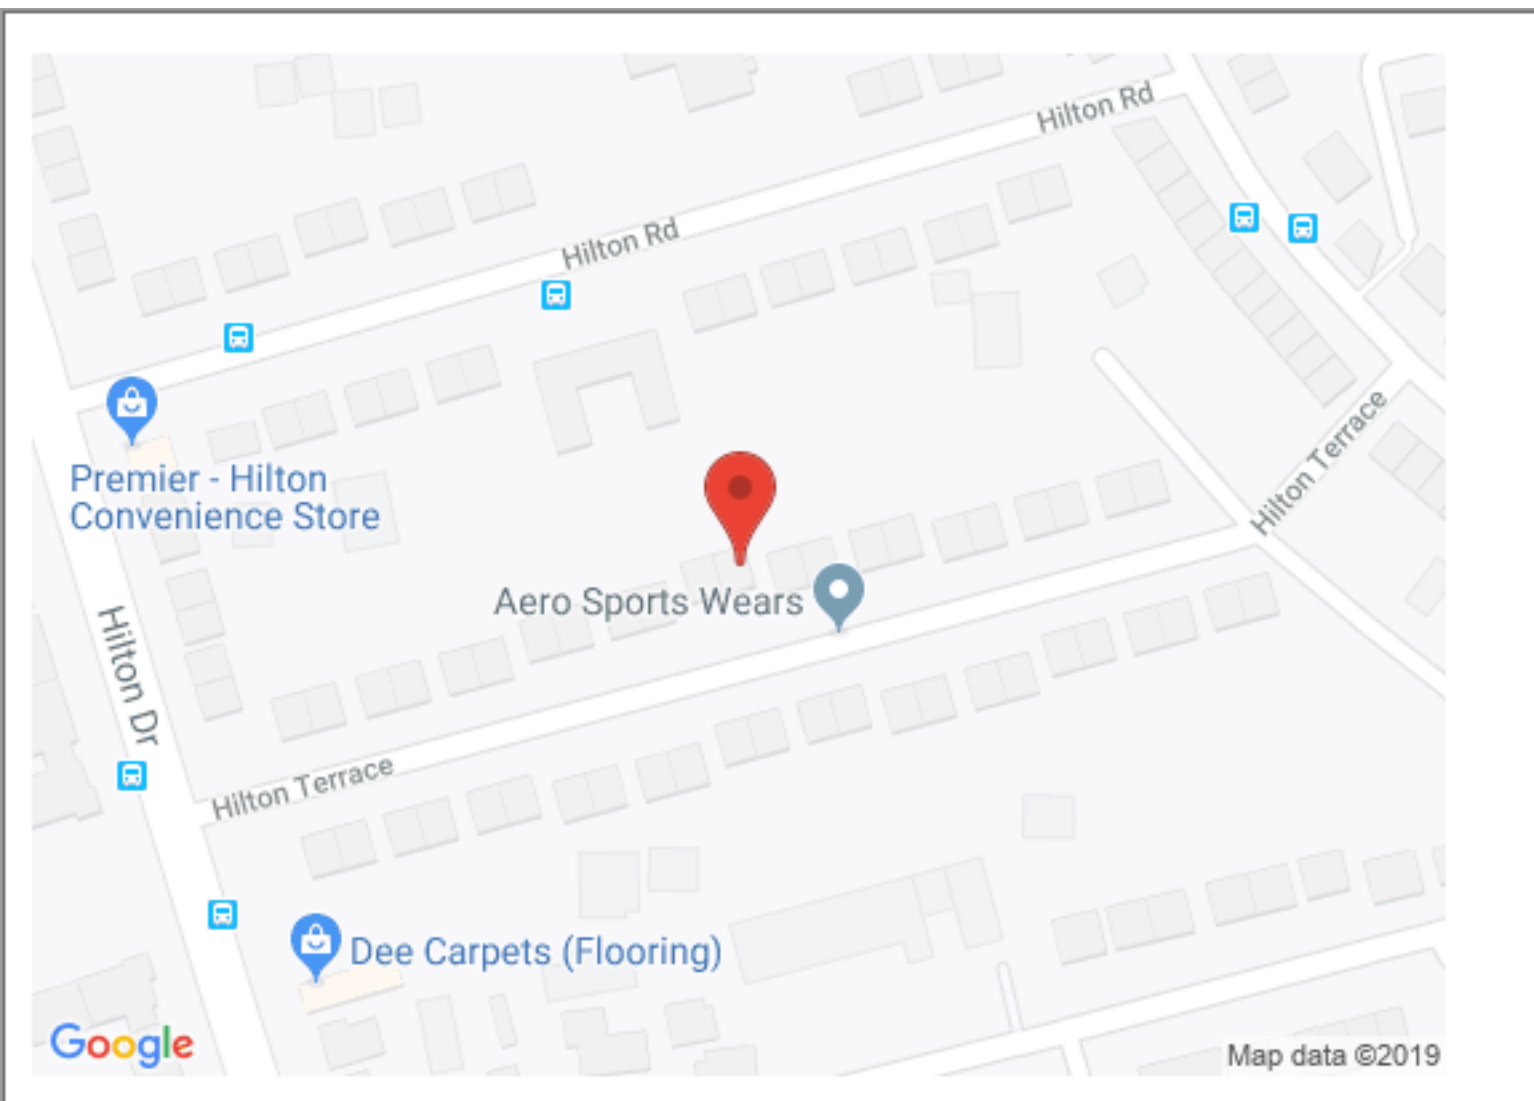 Hilton Rd
Hilton Rd
Premier - Hilton
Convenience Store
Hilton Terrace
Aero Sports Wears
Hilton Dr
Hilton Terrace
Dee Carpets (Flooring)
Google
Map data ©2019